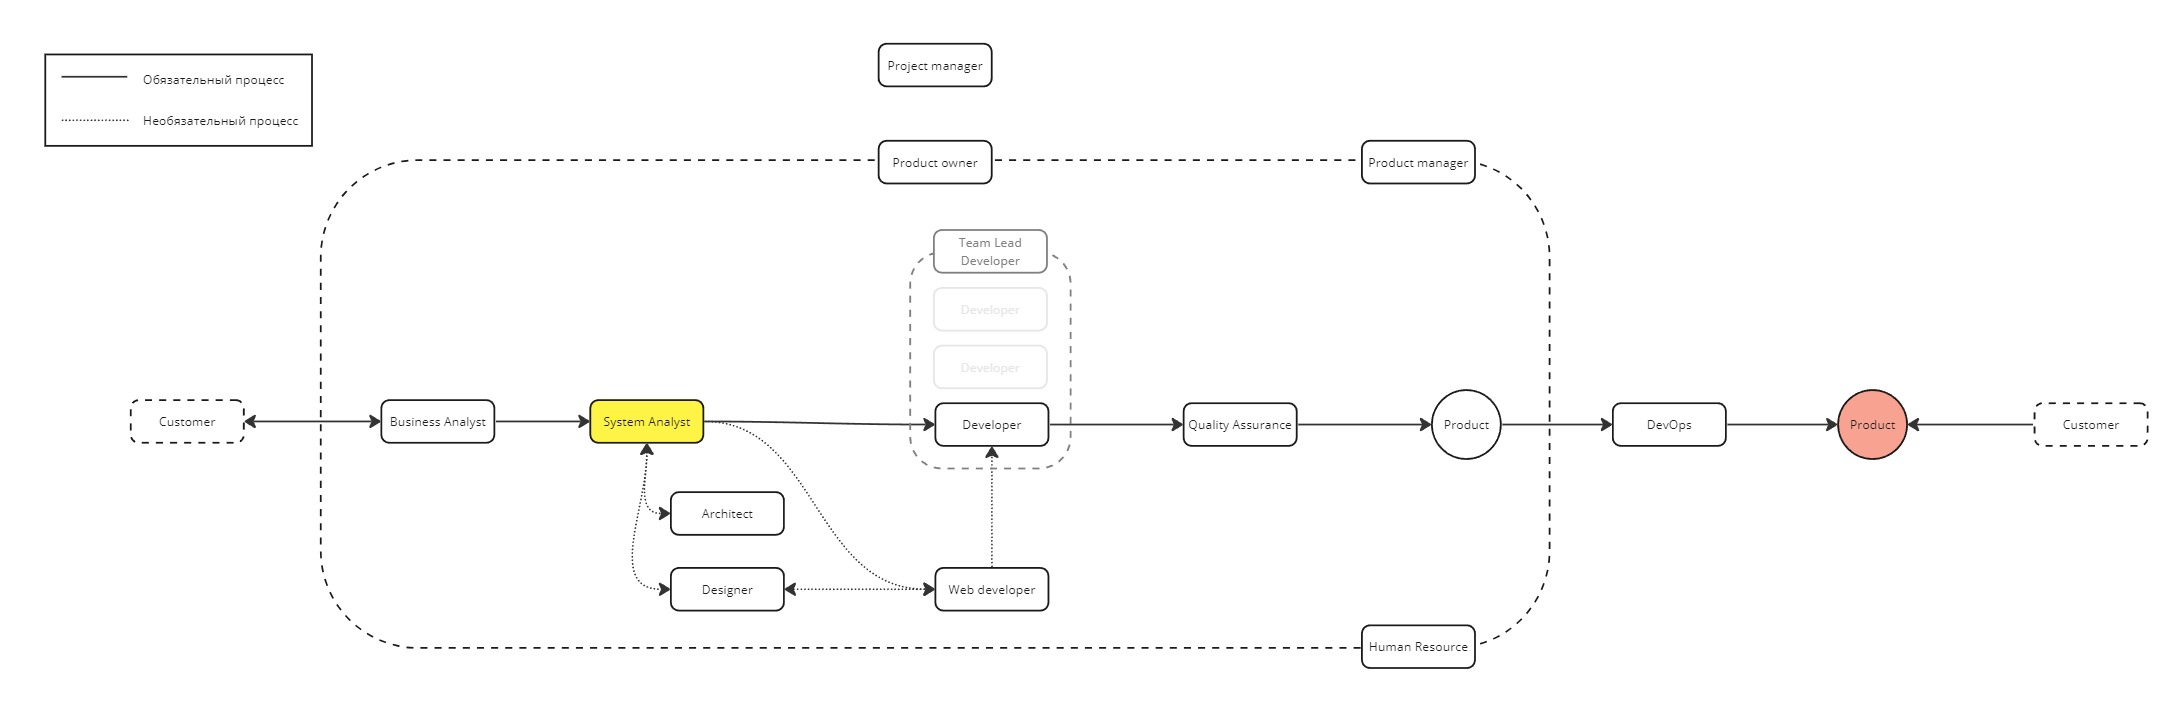 Project manager
Обязательный процесс
Необязательный процесс
Product owner
Product manager
Team Lead
Developer
Developer
Developer
Customer
Business Analyst
System Analyst
Developer
Quality Assurance
Product
DevOps
Product
Customer
Architect
Designer
Web developer
Human Resource